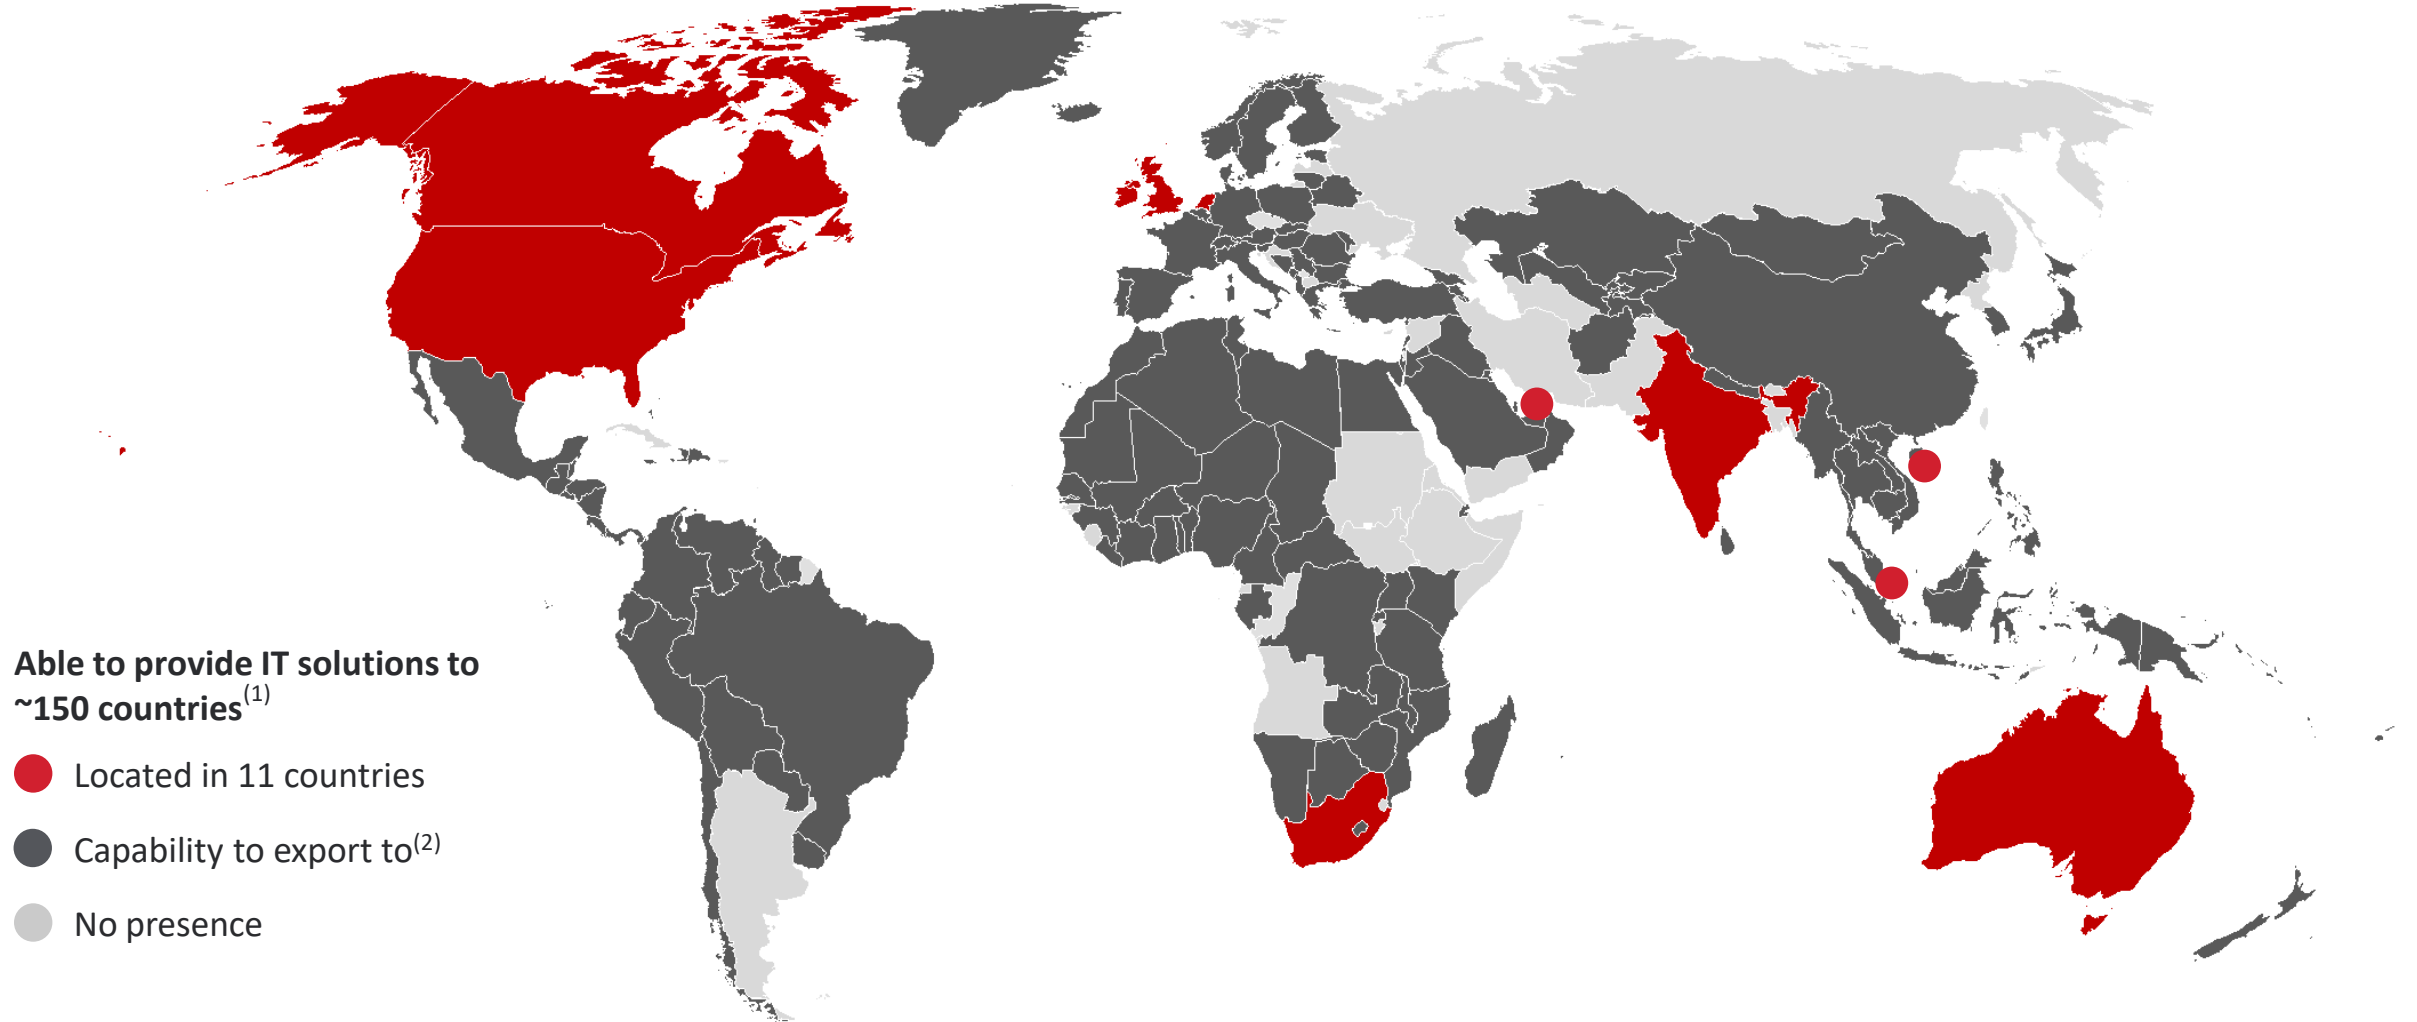 Able to provide IT solutions to
~150 countries(1)
Located in 11 countries
Capability to export to(2)
No presence